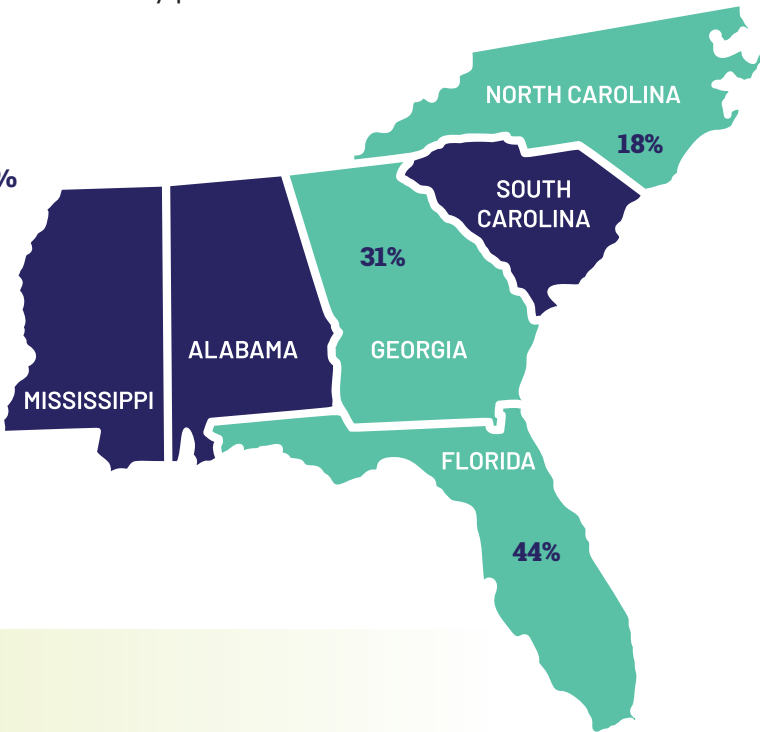 NORTH CAROLINA
18%
%
SOUTH
CAROLINA
31%
ALABAMA
GEORGIA
MISSISSIPPI
FLORIDA
44%